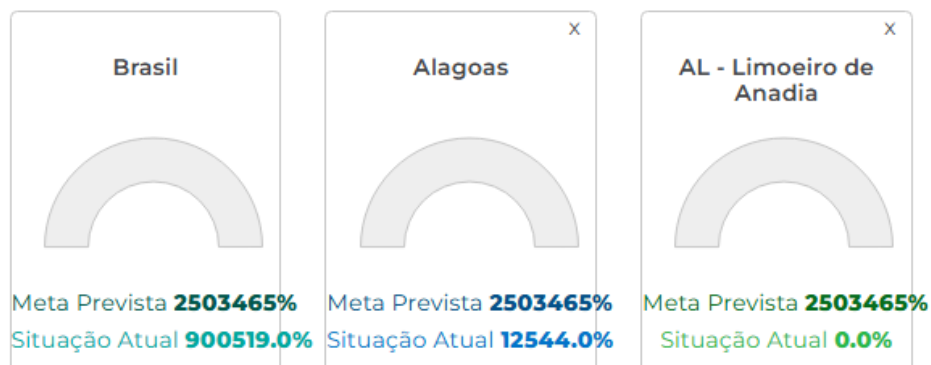 Brasil
Meta Prevista 2503465%
Situação Atual 900519.0%
X
Alagoas
Meta Prevista 2503465%
Situação Atual 12544.0%
X
AL - Limoeiro de
Anadia
Meta Prevista 2503465%
Situação Atual 0.0%